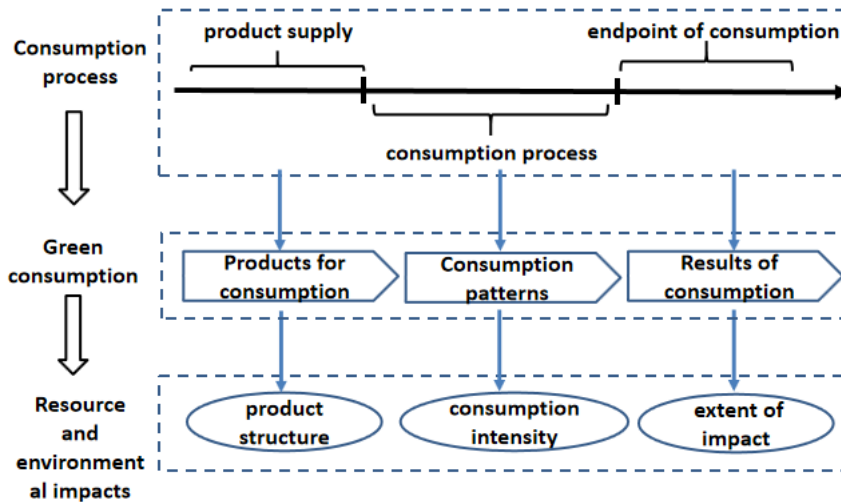 product supply
endpoint of consumption
Consumption
process
consumption process
Green
consumption
Products for
consumption
Consumption
patterns
Results of
consumption
Resource
and
environment
al impacts
product
structure
consumption
intensity
extent of
impact